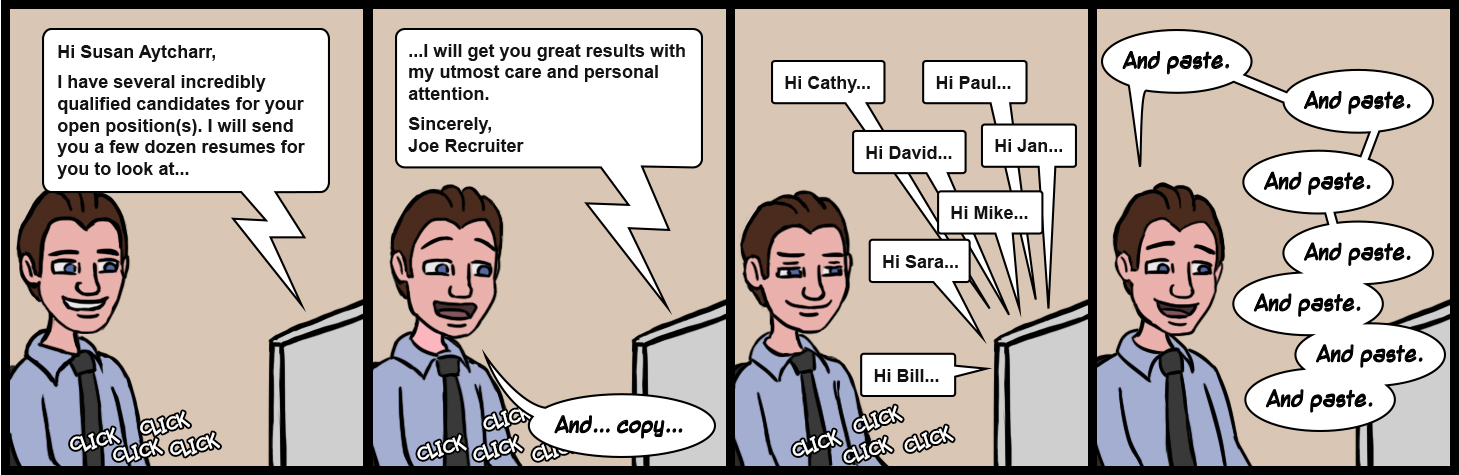 Hi Susan Aytcharr,
I have several incredibly
qualified candidates for your
open position(s). I will send
you a few dozen resumes for
you to look at...
CLICK
CLICK
CLICK
CLICK
...I will get you great results with
my utmost care and personal
attention.
Sincerely,
Joe Recruiter
And... copy...
CLICK
CLICK
CLICK
CLIC
Hi Cathy...
Hi Paul...
Hi David...
Hi Jan...
Hi Mike...
Hi Sara...
Hi Bill...
CLICK
CLICK
CLICK
CLICK
And paste.
And paste.
And paste.
And paste.
And paste.
And paste.
And paste.